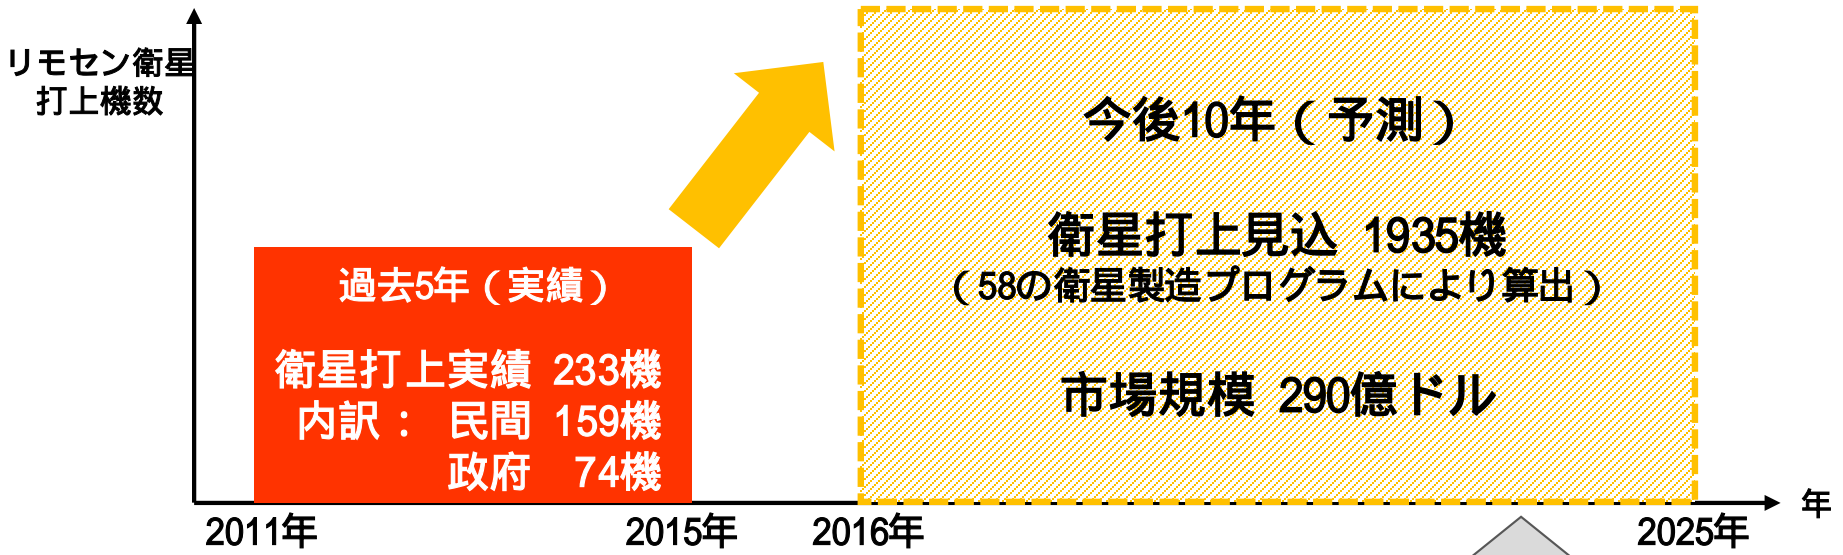 リモセン衛星
打上機数
今後10年（予測）
衛星打上見込 1935機
（58の衛星製造プログラムにより算出）
市場規模 290億ドル
過去5年（実績）
衛星打上実績 233機
内訳： 民間 159機
政府 74機
年
2011年 2015年 2016年 2025年